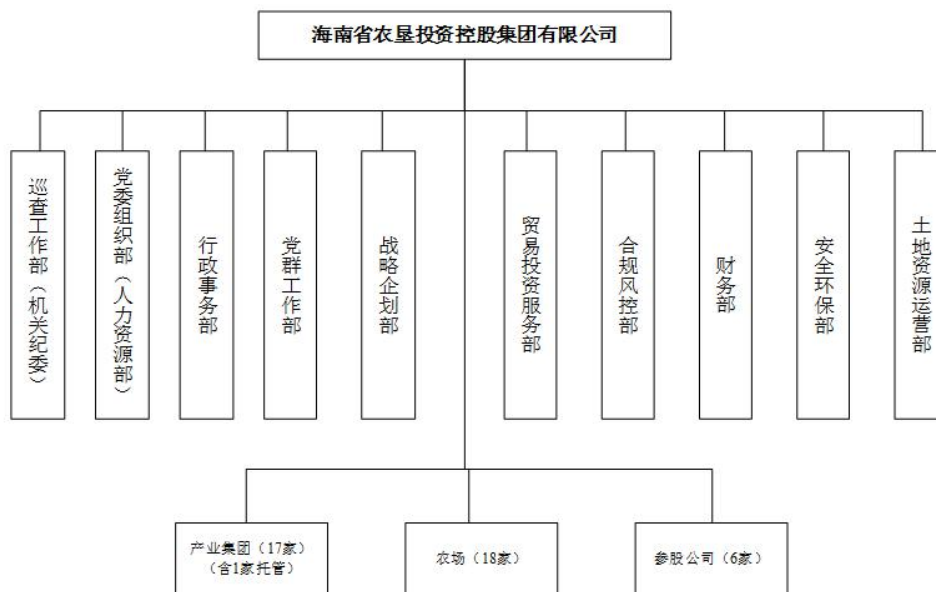 海南省农垦投资控股集团有限公司
巡查工作部（机关纪委）
党委组织部（人力资源部）
行政事务部
党群工作部
战略企划部
贸易投资服务部
合规风控部
财务部
安全环保部
土地资源运营部
产业集团（17家）
（含1家托管）
农场（18家）
参股公司（6家）